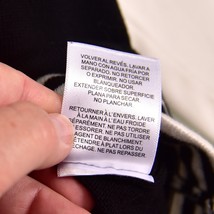 VOLVER AL REVÉS, LAVAR A
MANO CON AGUA FRIA POR
SEPARADO, NO RETORCER
O EXPRIMIR, NO USAR
BLANQUEADOR.
EXTENDER SOBRE SUPERFICIE
PLANA PARA SECAR.
NO PLANCHAR.
RETOURNER À L'ENVERS, LAVER
À LA MAIN À L'EAU FROIDE
SÉPARÉMENT. NE PAS TORDRE
PRESSER. NE PAS UTILISER
AGENT DE BLANCHIMENT.
ÉTENDRE À PLAT LORS DU
SÉCHAGE. NE PAS REPASSER.